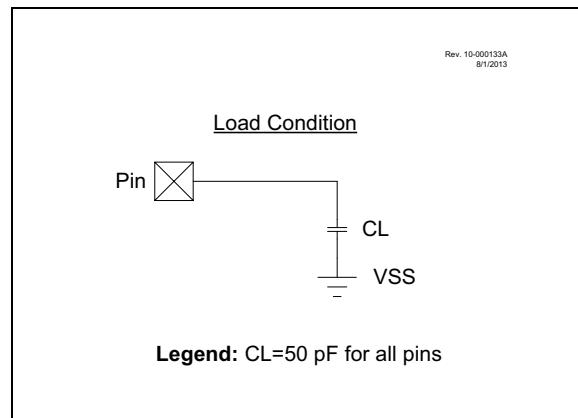 Rev. 10-000133A
8/1/2013
Load Condition
Pin
CL
VSS
Legend: CL=50 pF for all pins